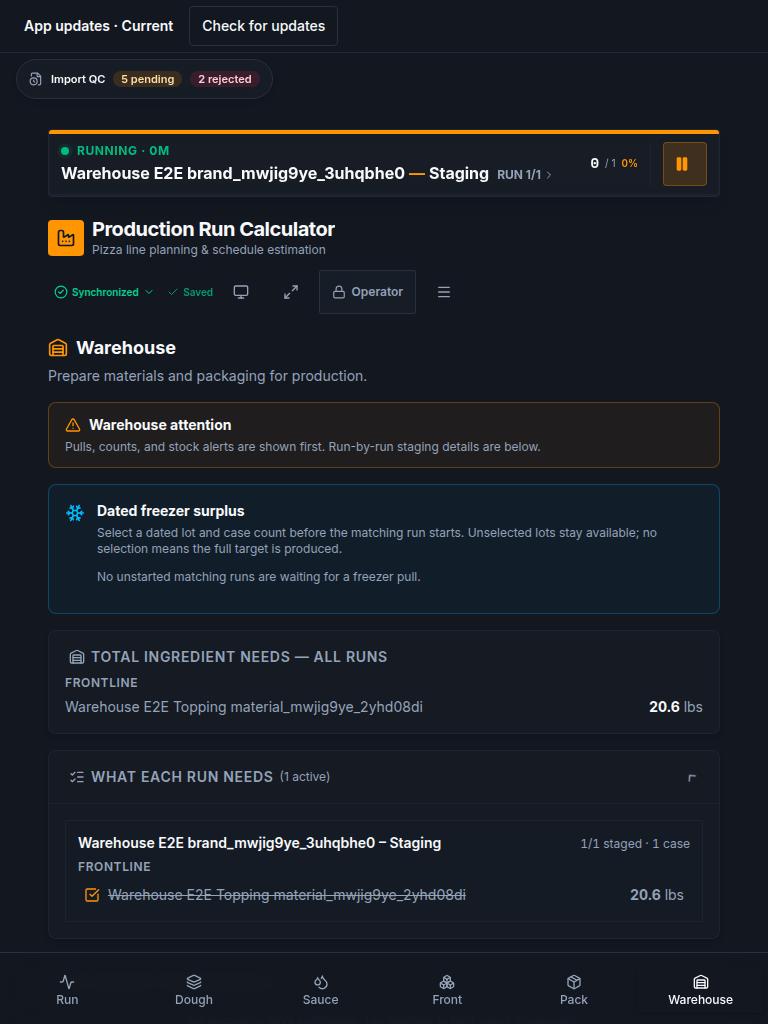 App updates · Current
Check for updates
Import QC
5 pending
2 rejected
RUNNING · 0M
Warehouse E2E brand_mwjig9ye_3uhqbhe0 — Staging RUN 1/1
0 / 1 0%
Production Run Calculator
Pizza line planning & schedule estimation
Synchronized
Saved
Operator
Warehouse
Prepare materials and packaging for production.
Warehouse attention
Pulls, counts, and stock alerts are shown first. Run-by-run staging details are below.
Dated freezer surplus
Select a dated lot and case count before the matching run starts. Unselected lots stay available; no
selection means the full target is produced.
No unstarted matching runs are waiting for a freezer pull.
TOTAL INGREDIENT NEEDS — ALL RUNS
FRONTLINE
Warehouse E2E Topping material_mwjig9ye_2yhd08di 20.6 lbs
WHAT EACH RUN NEEDS (1 active)
Warehouse E2E brand_mwjig9ye_3uhqbhe0 – Staging 1/1 staged · 1 case
FRONTLINE
Warehouse E2E Topping material_mwjig9ye_2yhd08di 20.6 lbs
Run
Dough
Sauce
Front
Pack
Warehouse